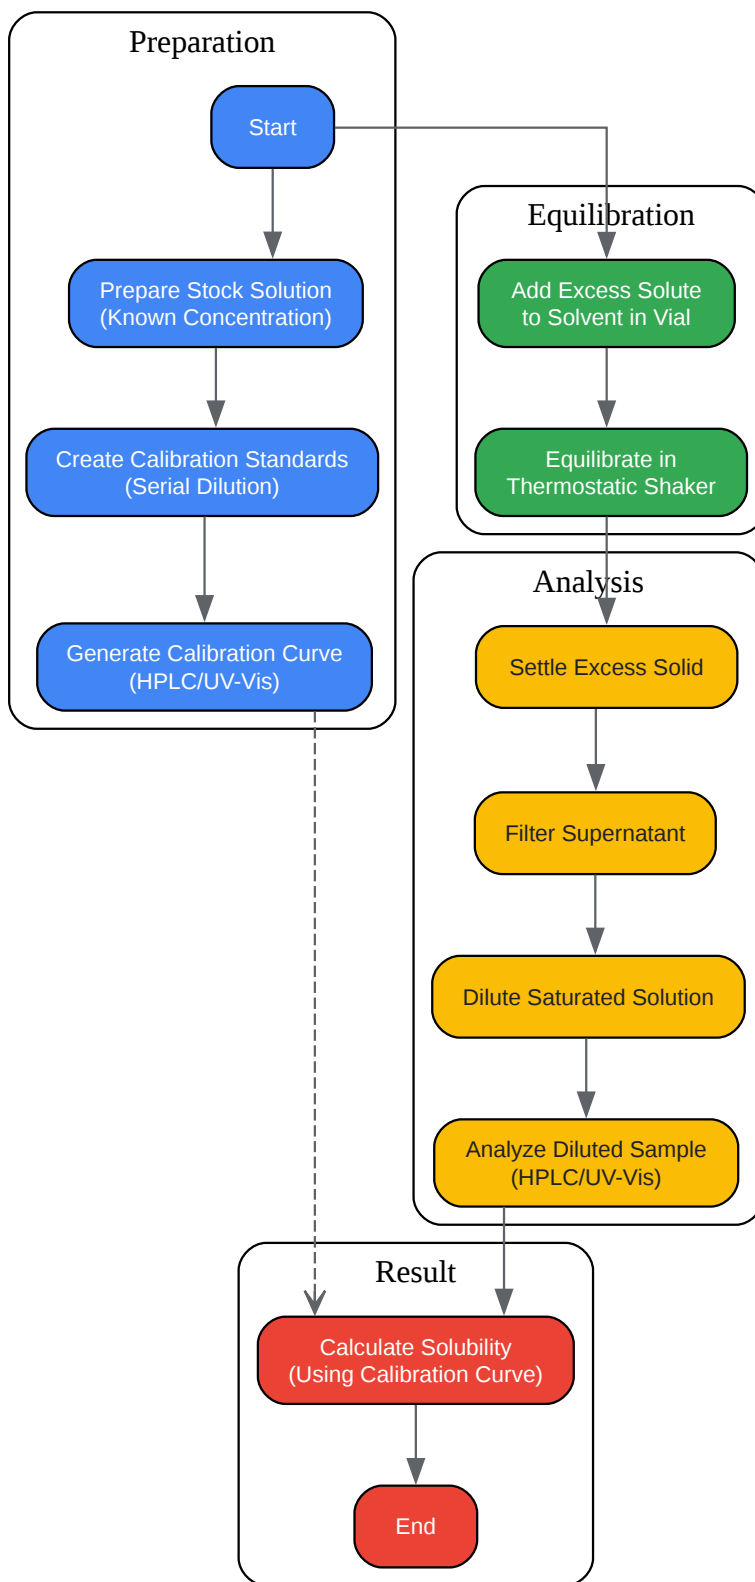 Preparation
Start
Prepare Stock Solution
(Known Concentration)
Create Calibration Standards
(Serial Dilution)
Generate Calibration Curve
(HPLC/UV-Vis)
Equilibration
Add Excess Solute
to Solvent in Vial
Equilibrate in
Thermostatic Shaker
Analysis
Settle Excess Solid
Filter Supernatant
Dilute Saturated Solution
Analyze Diluted Sample
(HPLC/UV-Vis)
Result
Calculate Solubility
(Using Calibration Curve)
End